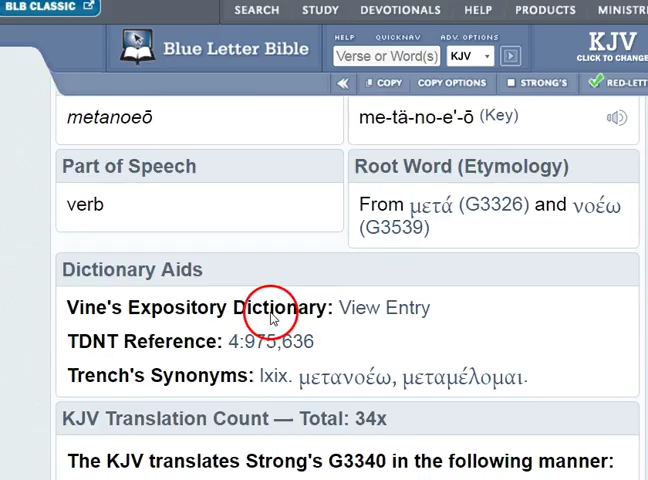 BLB CLASSIC
SEARCH STUDY DEVOTIONALS HELP PRODUCTS MINISTRI
Blue Letter Bible
HELP QUICKNAV ADV. OPTIONS
Verse or Word(s) KJV
KJV
CLICK TO CHANGE
COPY COPY OPTIONS STRONG'S RED-LETT
metanoeō
me-tä-no-e'-ō (Key)
Part of Speech
verb
Root Word (Etymology)
From μετά (G3326) and νοέω
(G3539)
Dictionary Aids
Vine's Expository Dictionary: View Entry
TDNT Reference: 4:975,636
Trench's Synonyms: lxix. μετανοέω, μεταμέλομαι.
KJV Translation Count — Total: 34x
The KJV translates Strong's G3340 in the following manner: